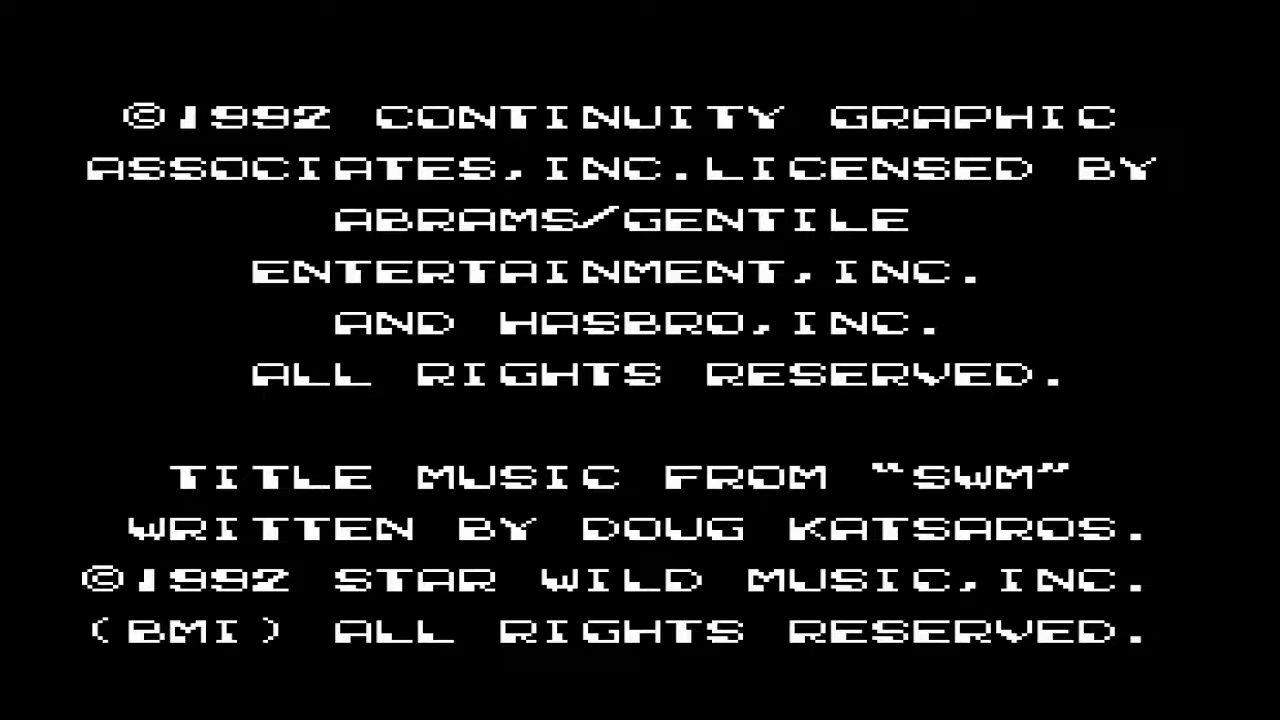 ©1992 CONTINUITY GRAPHIC
ASSOCIATES,INC.LICENSED BY
ABRAMS/GENTILE
ENTERTAINMENT,INC.
AND HASBRO,INC.
ALL RIGHTS RESERVED.
TITLE MUSIC FROM “SWM”
WRITTEN BY DOUG KATSAROS.
©1992 STAR WILD MUSIC,INC.
(BMI) ALL RIGHTS RESERVED.